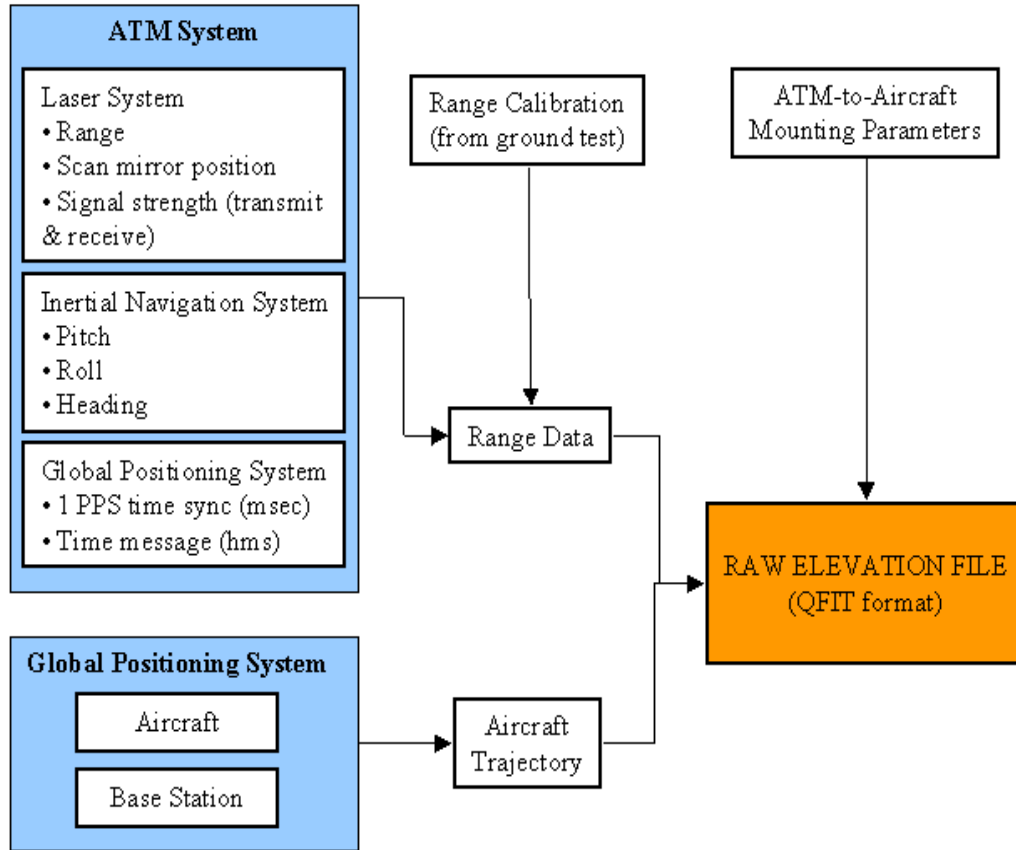 ATM System
Laser System
• Range
• Scan mirror position
• Signal strength (transmit
& receive)
Inertial Navigation System
• Pitch
• Roll
• Heading
Global Positioning System
• 1 PPS time sync (msec)
• Time message (hms)
Range Calibration
(from ground test)
ATM-to-Aircraft
Mounting Parameters
Range Data
RAW ELEVATION FILE
(QFIT format)
Global Positioning System
Aircraft
Base Station
Aircraft
Trajectory